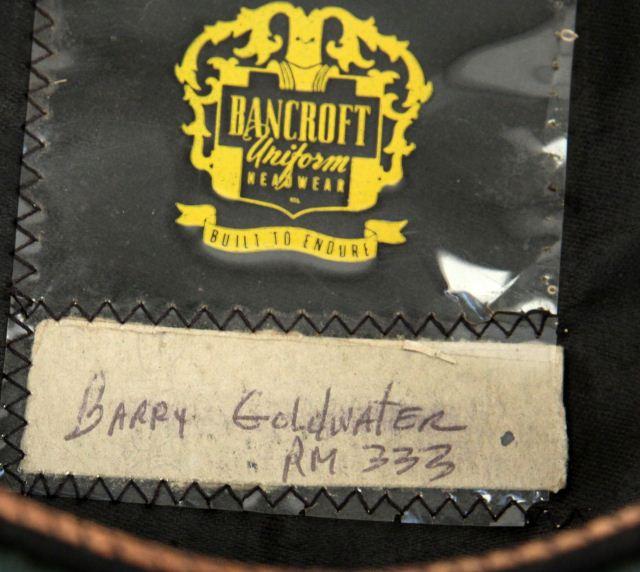 BANCROFT
Uniform
HEADWEAR
BUILT TO ENDURE
BARRY GOLDWATER
RM 333